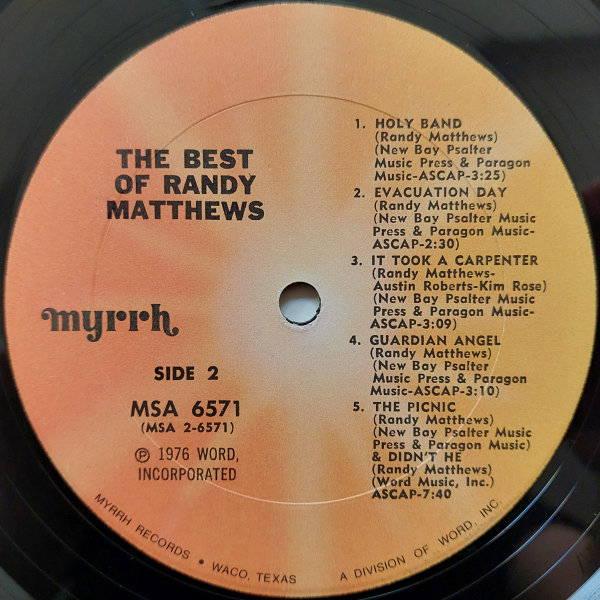 THE BEST
OF RANDY
MATTHEWS
myrrh.
SIDE 2
MSA 6571
(MSA 2-6571)
℗ 1976 WORD,
INCORPORATED
1. HOLY BAND
(Randy Matthews)
(New Bay Psalter
Music Press & Paragon
Music-ASCAP-3:25)
2. EVACUATION DAY
(Randy Matthews)
(New Bay Psalter Music
Press & Paragon Music-
ASCAP-2:30)
3. IT TOOK A CARPENTER
(Randy Matthews-
Austin Roberts-Kim Rose)
(New Bay Psalter Music
Press & Paragon Music-
ASCAP-3:09)
4. GUARDIAN ANGEL
(Randy Matthews)
(New Bay Psalter
Music Press & Paragon
Music-ASCAP-3:10)
5. THE PICNIC
(Randy Matthews)
(New Bay Psalter Music
Press & Paragon Music)
& DIDN'T HE
(Randy Matthews)
(Word Music, Inc.)
ASCAP-7:40
MYRRH RECORDS • WACO, TEXAS A DIVISION OF WORD, INC.